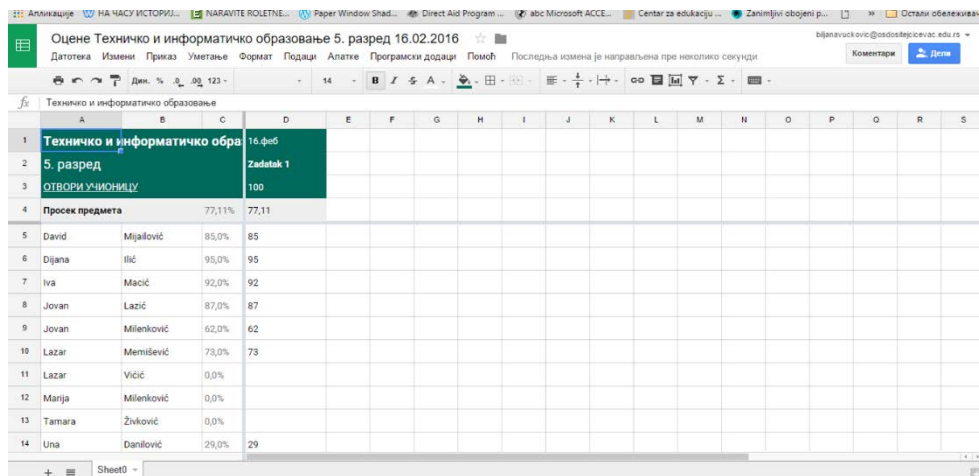 Апликације НА ЧАСУ ИСТОРИЈ... NARAVITE ROLETNE... Paper Window Shad... Direct Aid Program ... abc Microsoft ACCE... Centar za edukaciju ... Zanimljivi obojeni p... » Остали обележивач
Оцене Техничко и информатичко образовање 5. разред 16.02.2016
biljanavuckovic@osdositejcicevac.edu.rs
Датотека Измени Приказ Уметање Формат Подаци Алатке Програмски додаци Помоћ Последња измена је направљена пре неколико секунди
Коментари Дели
Дин. % .0 .00 123 14 B I S A Σ
fx Техничко и информатичко образовање
A B C D E F G H I J K L M N O P Q R S
1 Техничко и информатичко обра 16.феб
2 5. разред Zadatak 1
3 ОТВОРИ УЧИОНИЦУ 100
4 Просек предмета 77,11% 77,11
5 David Mijailović 85,0% 85
6 Dijana Ilić 95,0% 95
7 Iva Macić 92,0% 92
8 Jovan Lazić 87,0% 87
9 Jovan Milenković 62,0% 62
10 Lazar Memišević 73,0% 73
11 Lazar Vićić 0,0%
12 Marija Milenković 0,0%
13 Tamara Živković 0,0%
14 Una Danilović 29,0% 29
+ Sheet0